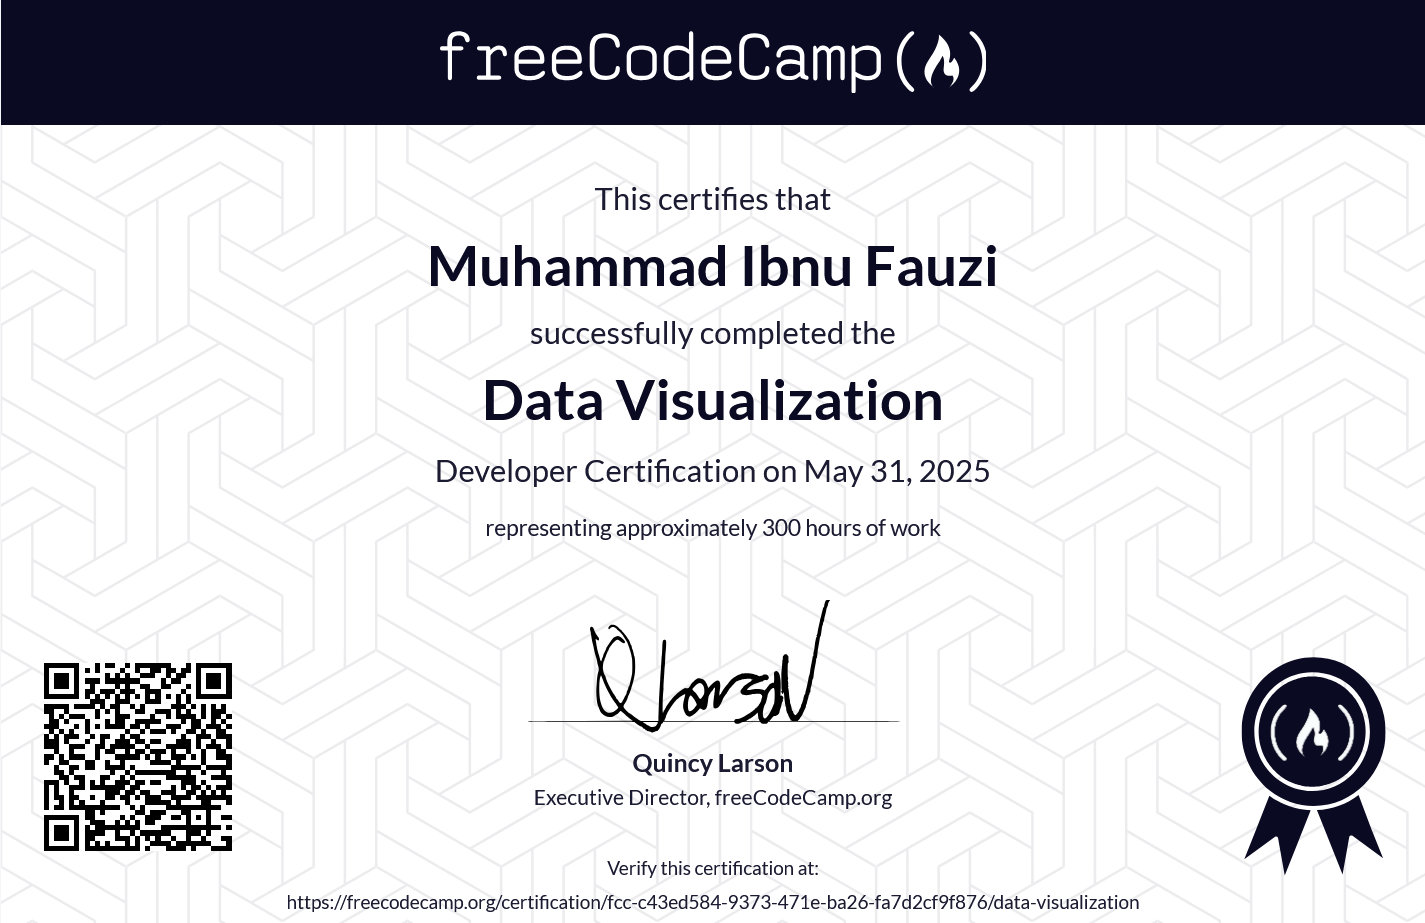 freeCodeCamp(🔥)
This certifies that
Muhammad Ibnu Fauzi
successfully completed the
Data Visualization
Developer Certification on May 31, 2025
representing approximately 300 hours of work
Quincy Larson
Executive Director, freeCodeCamp.org
Verify this certification at:
https://freecodecamp.org/certification/fcc-c43ed584-9373-471e-ba26-fa7d2cf9f876/data-visualization